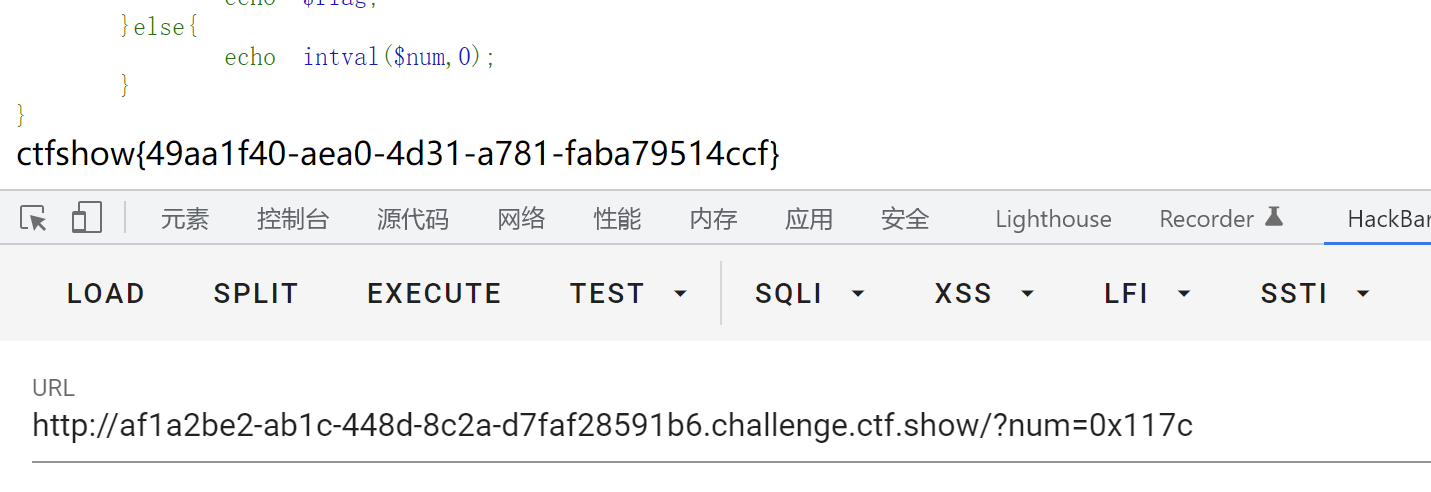 echo  $flag;
}else{
echo  intval($num,0);
}
}
ctfshow{49aa1f40-aea0-4d31-a781-faba79514ccf}
元素 控制台 源代码 网络 性能 内存 应用 安全 Lighthouse Recorder HackBar
LOAD SPLIT EXECUTE TEST SQLI XSS LFI SSTI
URL
http://af1a2be2-ab1c-448d-8c2a-d7faf28591b6.challenge.ctf.show/?num=0x117c